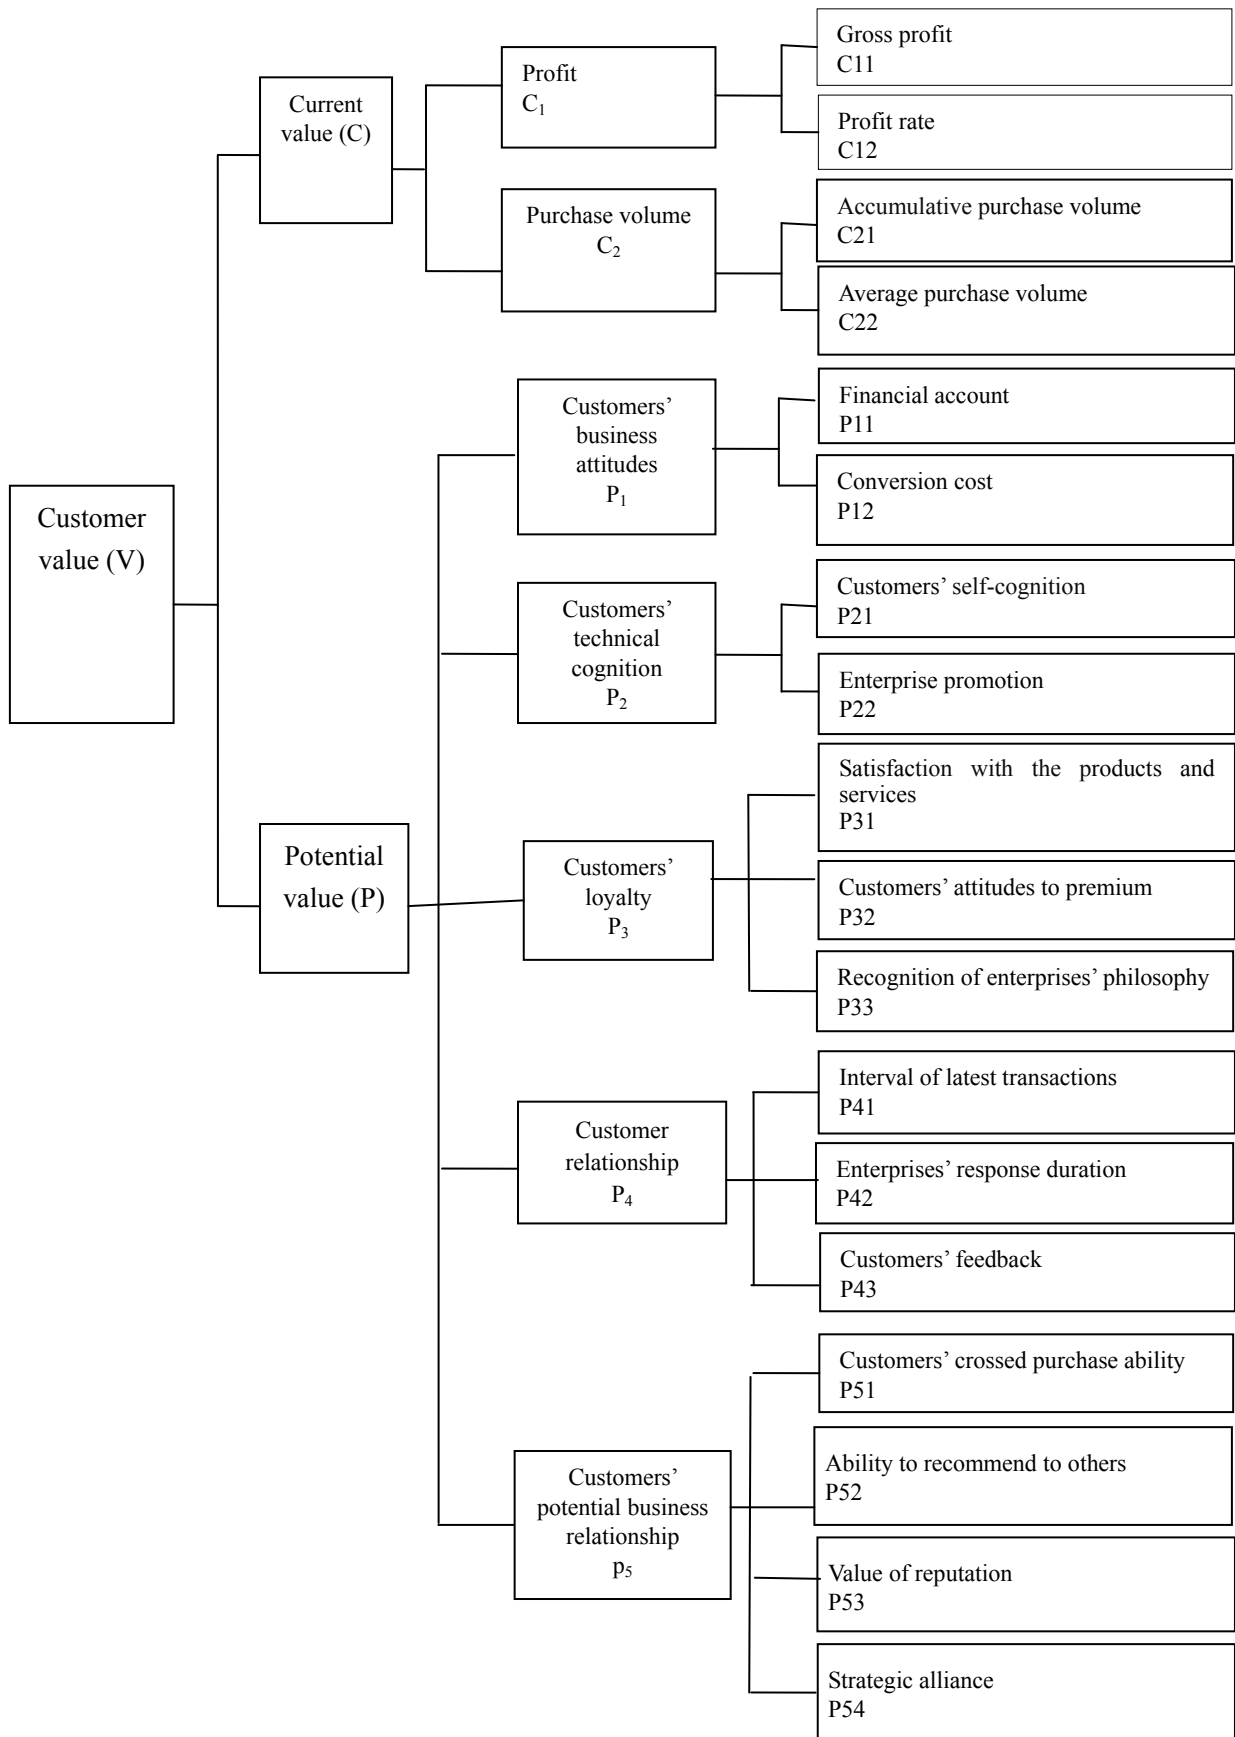 Customer
value (V)
Current
value (C)
Potential
value (P)
Profit
C₁
Purchase volume
C₂
Customers’
business
attitudes
P₁
Customers’
technical
cognition
P₂
Customers’
loyalty
P₃
Customer
relationship
P₄
Customers’
potential business
relationship
p₅
Gross profit
C11
Profit rate
C12
Accumulative purchase volume
C21
Average purchase volume
C22
Financial account
P11
Conversion cost
P12
Customers’ self-cognition
P21
Enterprise promotion
P22
Satisfaction with the products and
services
P31
Customers’ attitudes to premium
P32
Recognition of enterprises’ philosophy
P33
Interval of latest transactions
P41
Enterprises’ response duration
P42
Customers’ feedback
P43
Customers’ crossed purchase ability
P51
Ability to recommend to others
P52
Value of reputation
P53
Strategic alliance
P54